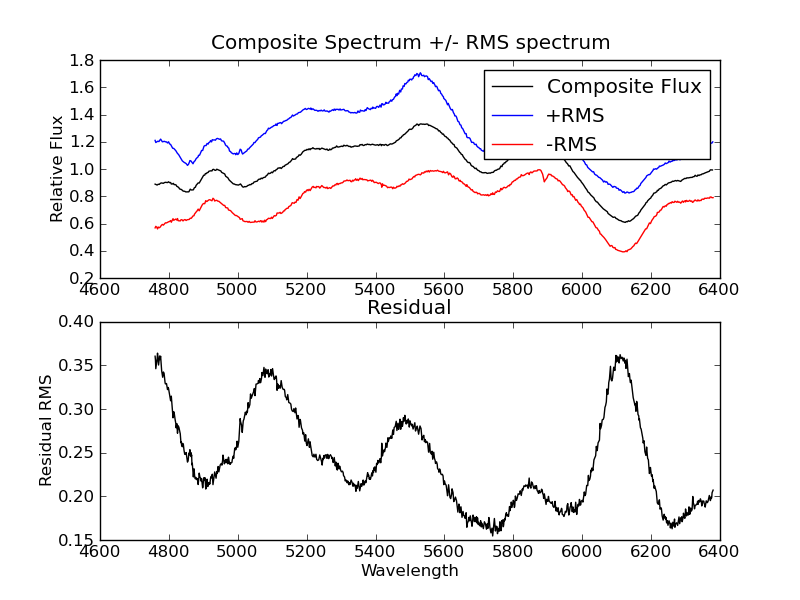 Composite Spectrum +/- RMS spectrum
1.8
1.6
1.4
1.2
1.0
0.8
0.6
0.4
0.2
Relative Flux
Composite Flux
+RMS
-RMS
4600 4800 5000 5200 5400 5600 5800 6000 6200 6400
Residual
0.40
0.35
0.30
0.25
0.20
0.15
Residual RMS
4600 4800 5000 5200 5400 5600 5800 6000 6200 6400
Wavelength